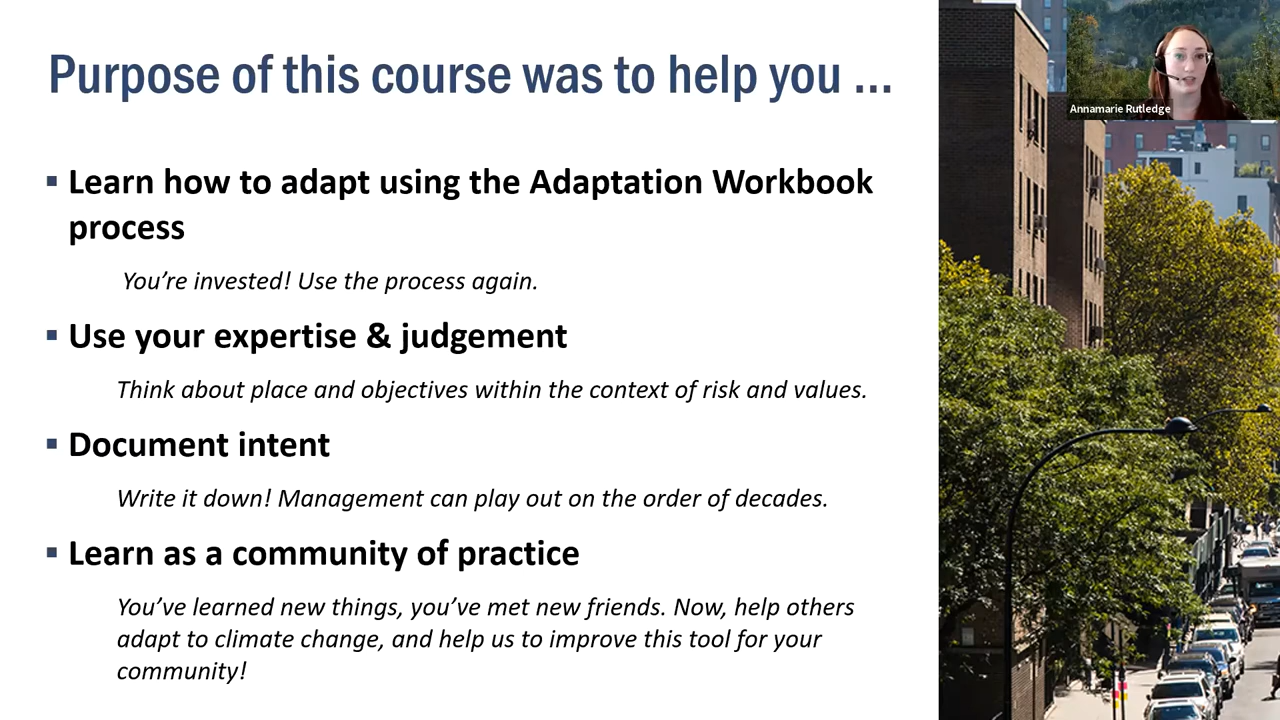 Purpose of this course was to help you ...
Annamarie Rutledge
▪ Learn how to adapt using the Adaptation Workbook
process
You’re invested! Use the process again.
▪ Use your expertise & judgement
Think about place and objectives within the context of risk and values.
▪ Document intent
Write it down! Management can play out on the order of decades.
▪ Learn as a community of practice
You’ve learned new things, you’ve met new friends. Now, help others
adapt to climate change, and help us to improve this tool for your
community!